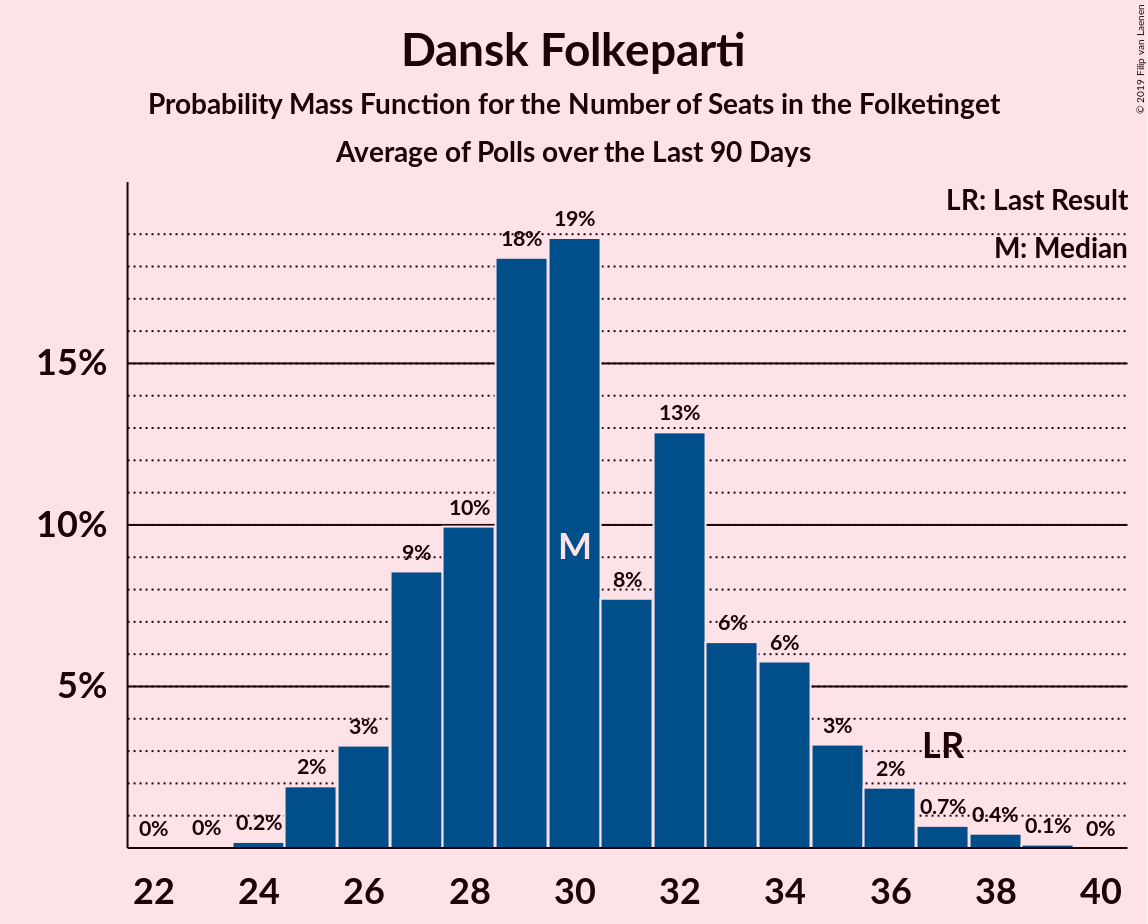 Dansk Folkeparti
Probability Mass Function for the Number of Seats in the Folketinget
Average of Polls over the Last 90 Days
© 2019 Filip van Laenen
LR: Last Result
M: Median
15%
10%
5%
0%
0%
0.2%
2%
3%
9%
10%
18%
19%
8%
13%
6%
6%
3%
2%
0.7%
0.4%
0.1%
0%
M
LR
22 24 26 28 30 32 34 36 38 40